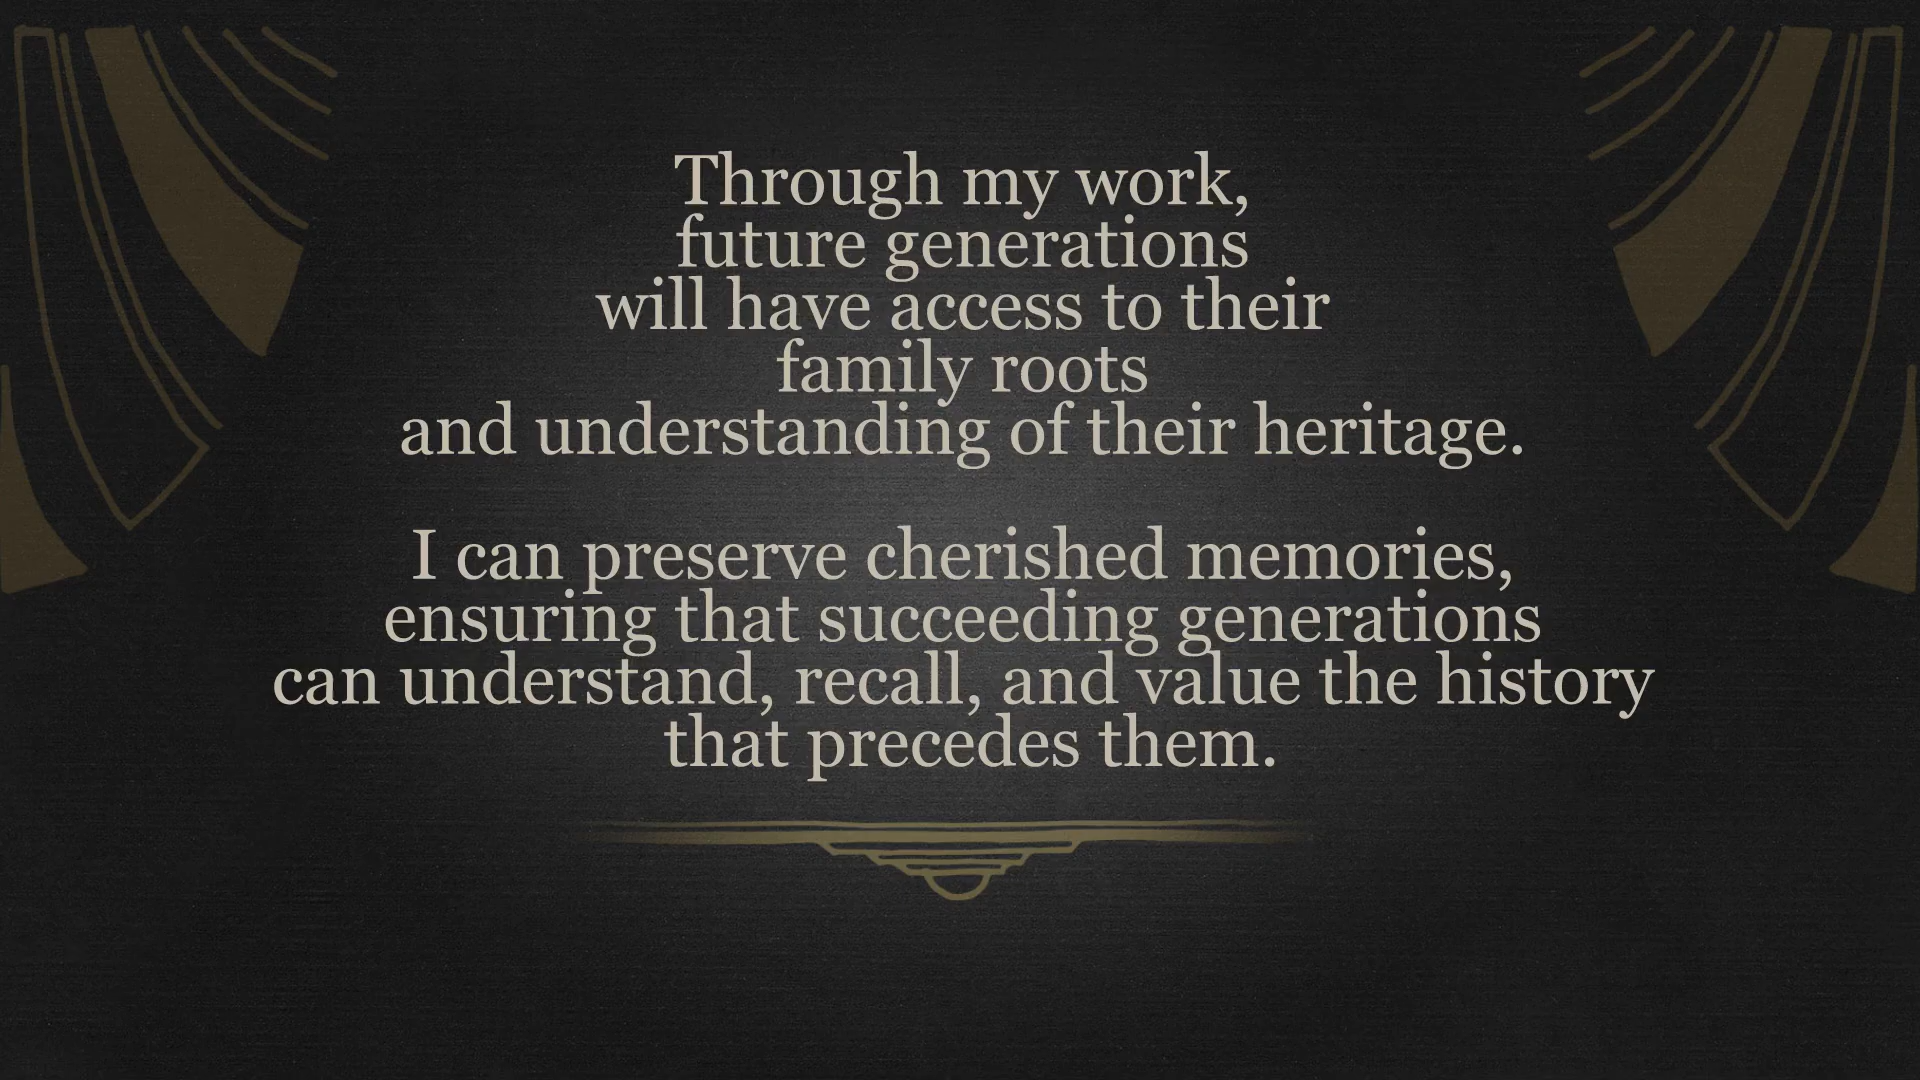 Through my work,
future generations
will have access to their
family roots
and understanding of their heritage.
I can preserve cherished memories,
ensuring that succeeding generations
can understand, recall, and value the history
that precedes them.